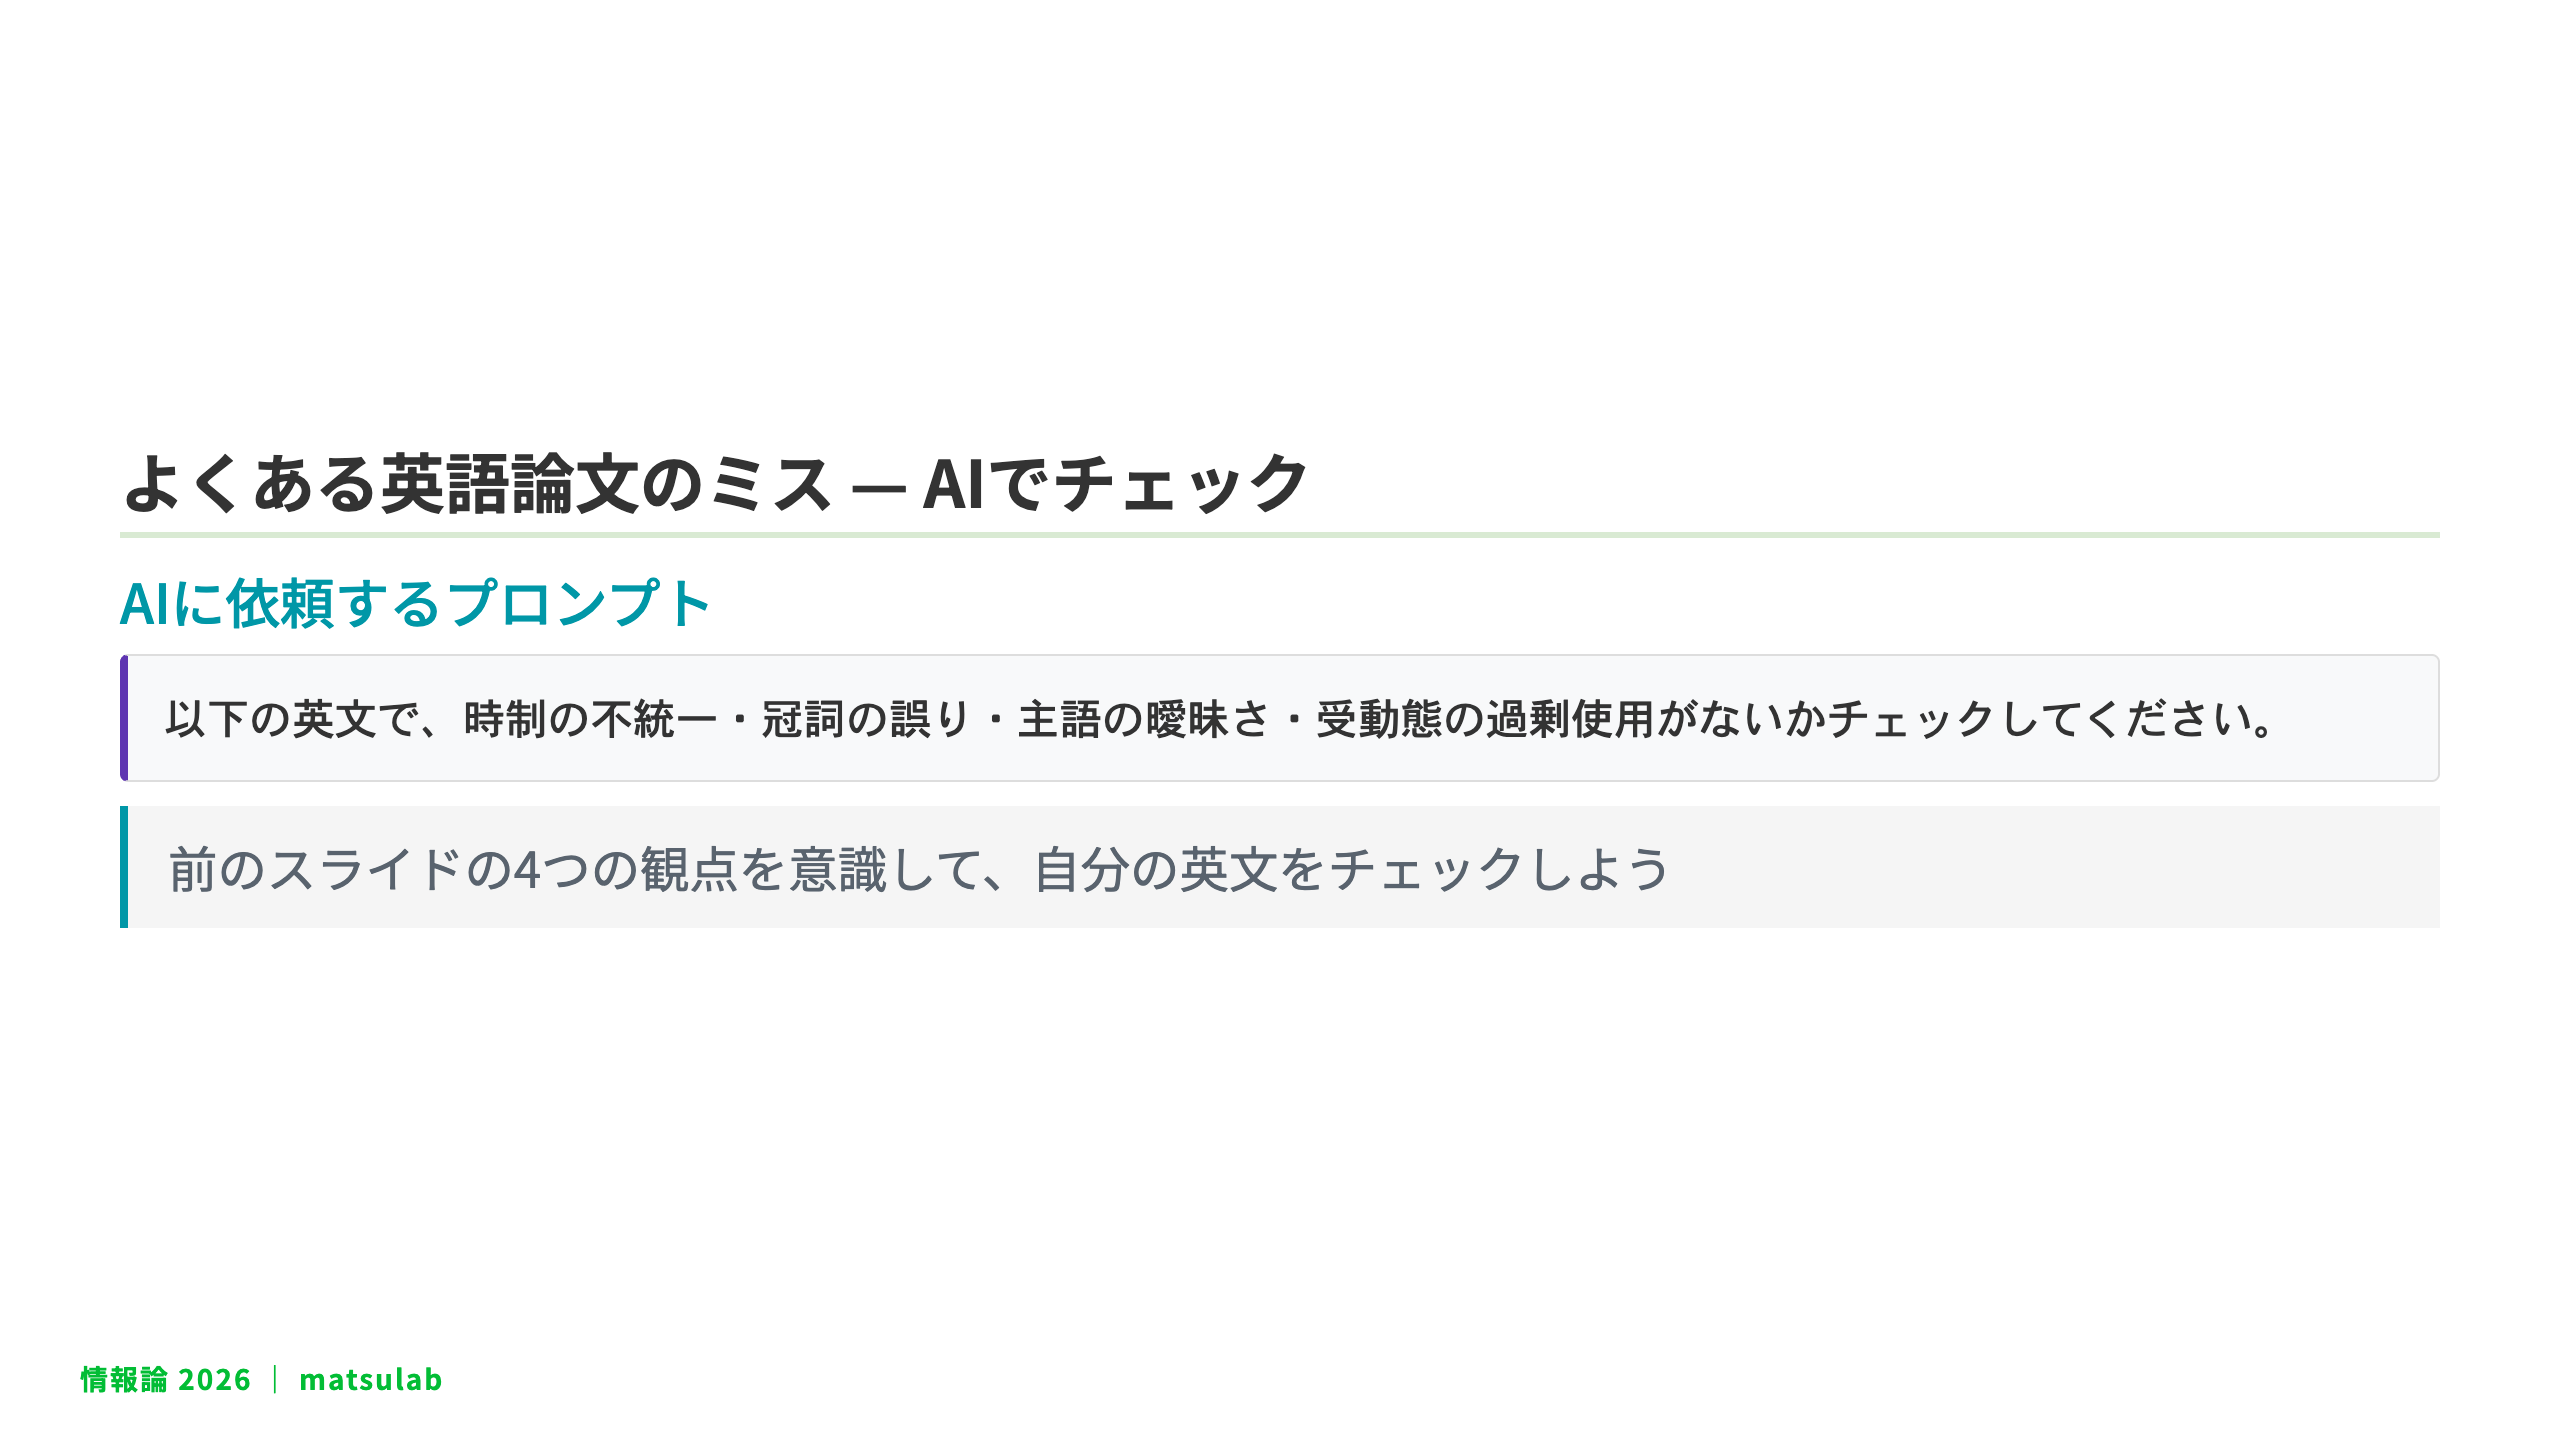 よくある英語論文のミス — AIでチェック
AIに依頼するプロンプト
以下の英文で、時制の不統一・冠詞の誤り・主語の曖昧さ・受動態の過剰使用がないかチェックしてください。
前のスライドの4つの観点を意識して、自分の英文をチェックしよう
情報論 2026 ｜ matsulab